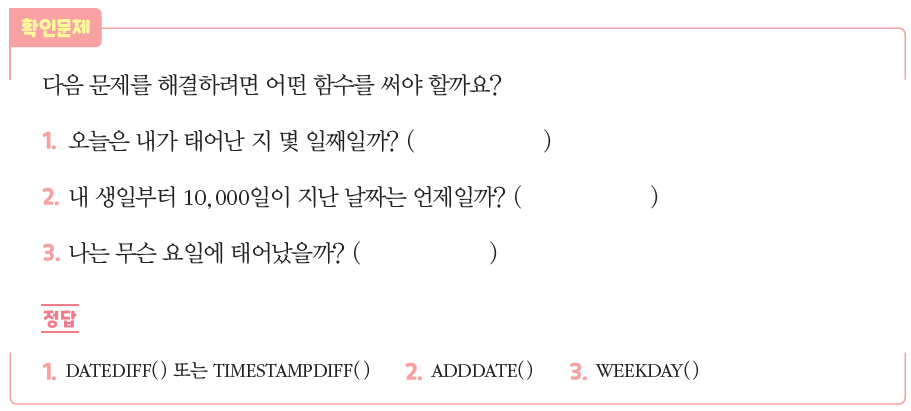 확인문제
다음 문제를 해결하려면 어떤 함수를 써야 할까요?
1. 오늘은 내가 태어난 지 몇 일째일까? ( )
2. 내 생일부터 10,000일이 지난 날짜는 언제일까? ( )
3. 나는 무슨 요일에 태어났을까? ( )
정답
1. DATEDIFF( ) 또는 TIMESTAMPDIFF( ) 2. ADDDATE( ) 3. WEEKDAY( )